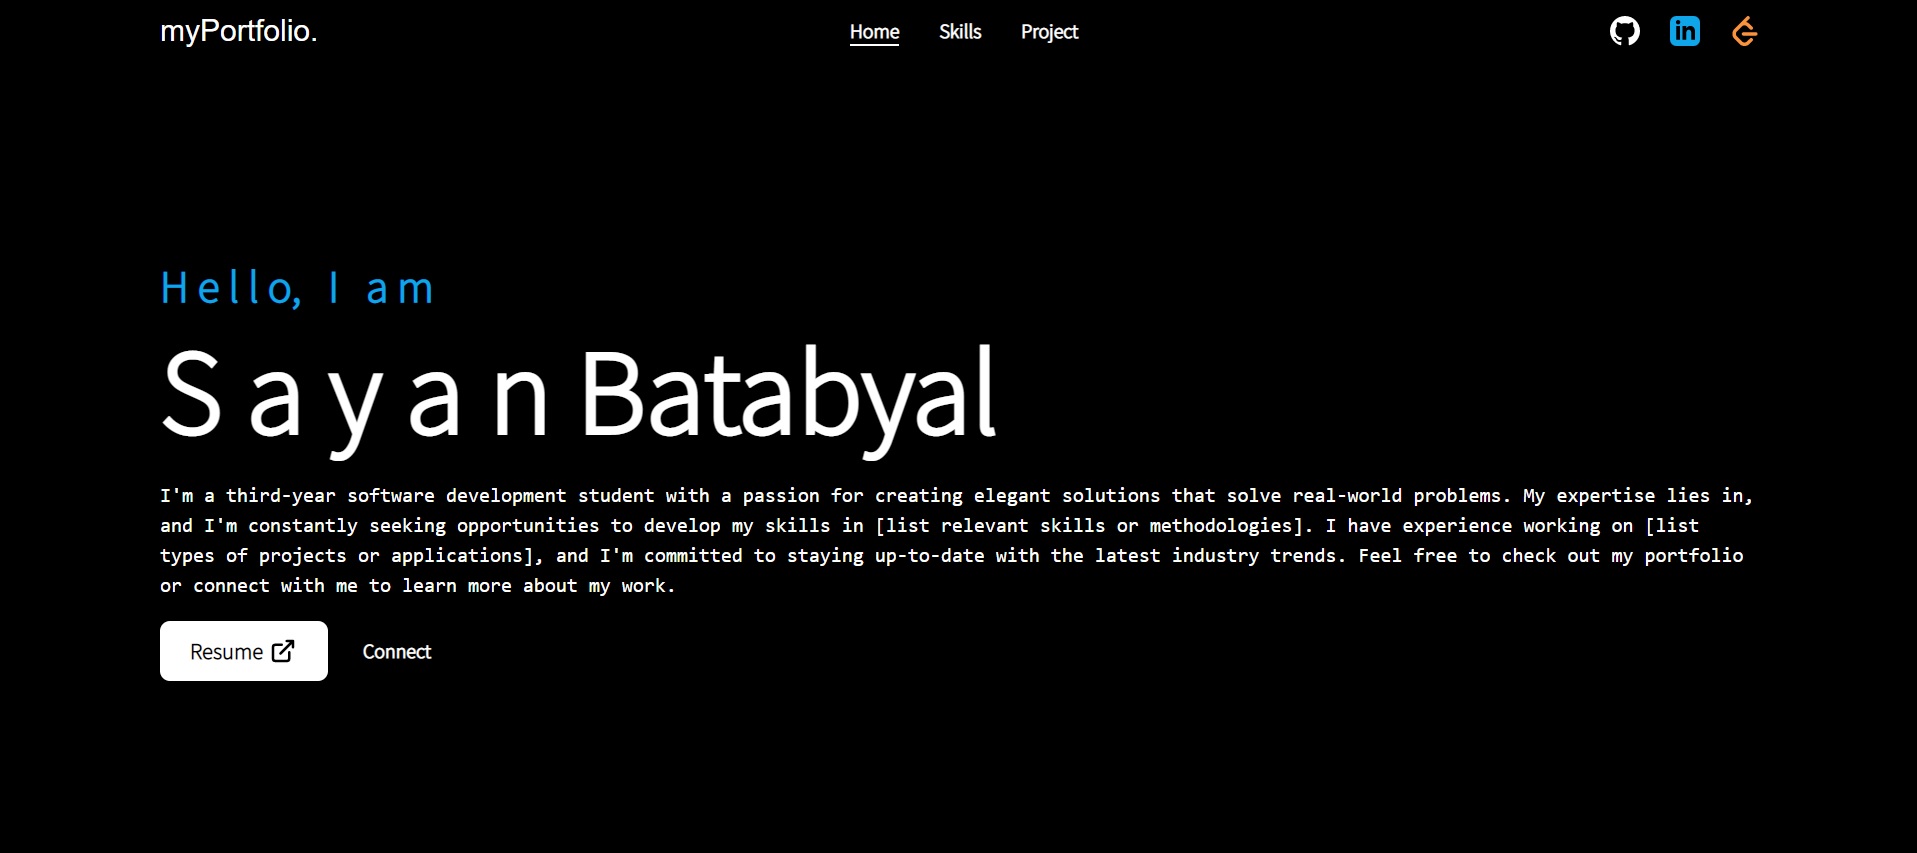 myPortfolio.
Home Skills Project
in
Hello, I am
Sayan Batabyal
I'm a third-year software development student with a passion for creating elegant solutions that solve real-world problems. My expertise lies in,
and I'm constantly seeking opportunities to develop my skills in [list relevant skills or methodologies]. I have experience working on [list
types of projects or applications], and I'm committed to staying up-to-date with the latest industry trends. Feel free to check out my portfolio
or connect with me to learn more about my work.
Resume Connect